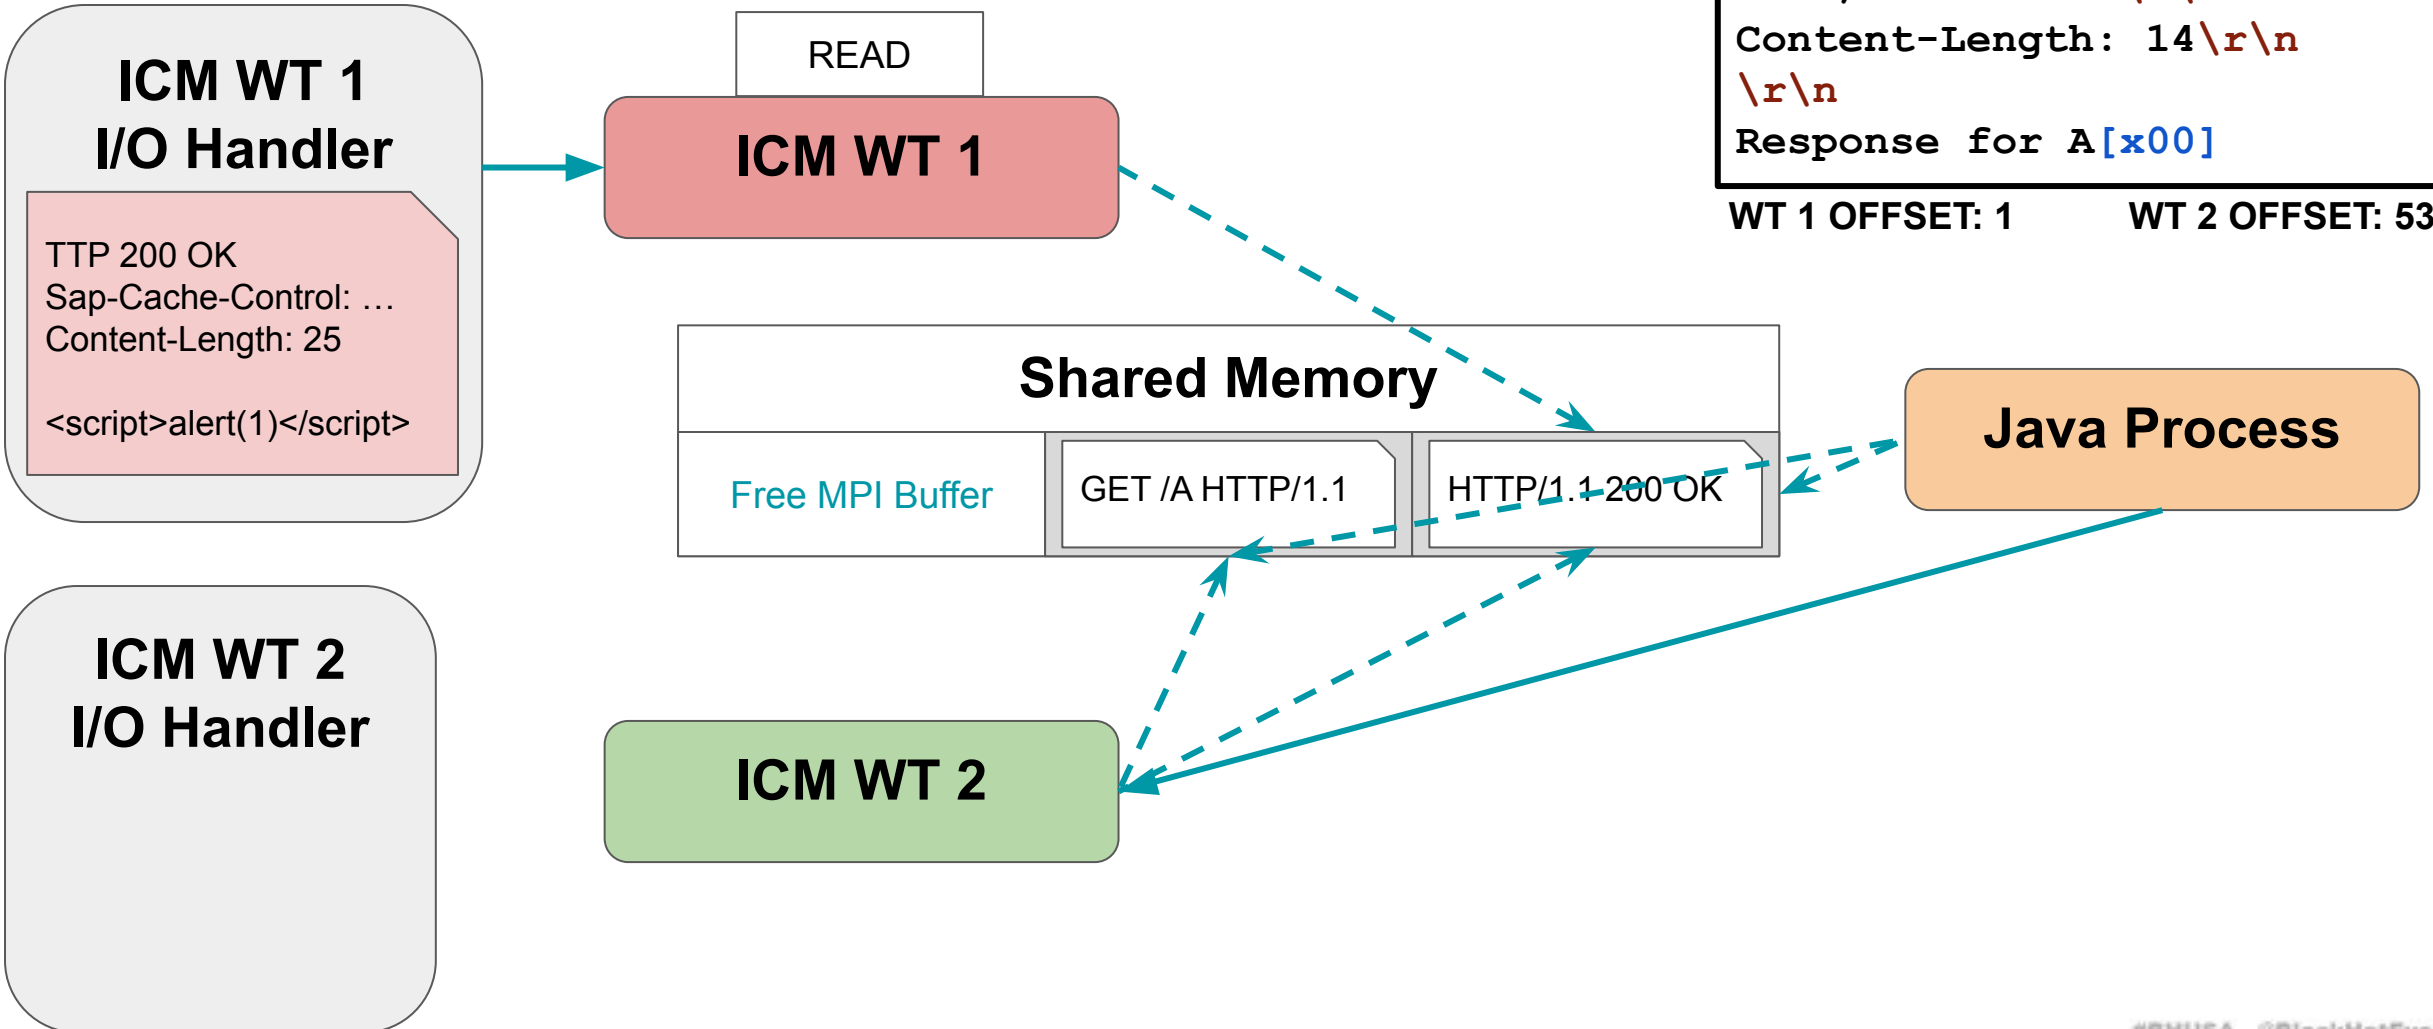 ICM WT 1
I/O Handler
TTP 200 OK
Sap-Cache-Control: …
Content-Length: 25
<script>alert(1)</script>
READ
ICM WT 1
Content-Length: 14\r\n
\r\n
Response for A[x00]
WT 1 OFFSET: 1 WT 2 OFFSET: 53
Shared Memory
Free MPI Buffer
GET /A HTTP/1.1
HTTP/1.1 200 OK
Java Process
ICM WT 2
I/O Handler
ICM WT 2